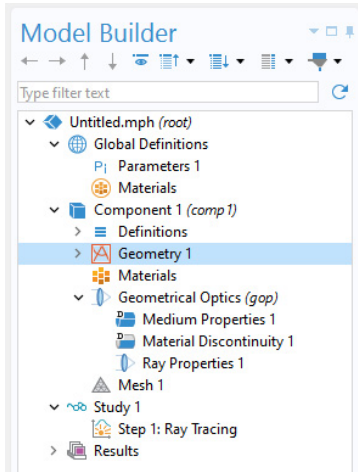 Model Builder
Type filter text
Untitled.mph (root)
Global Definitions
Pi Parameters 1
Materials
Component 1 (comp1)
Definitions
Geometry 1
Materials
Geometrical Optics (gop)
D Medium Properties 1
D Material Discontinuity 1
Ray Properties 1
Mesh 1
Study 1
Step 1: Ray Tracing
Results